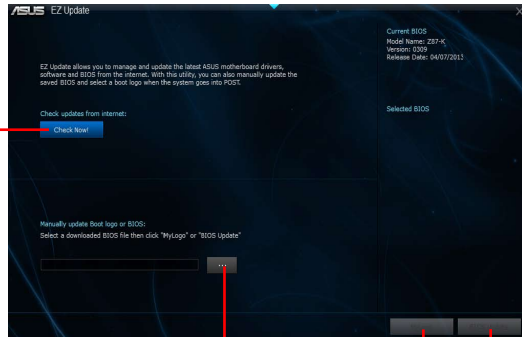 ASUS EZ Update
X
EZ Update allows you to manage and update the latest ASUS motherboard drivers,
software and BIOS from the internet. With this utility, you can also manually update the
saved BIOS and select a boot logo when the system goes into POST.
Check updates from internet:
Check Now!
Manually update Boot logo or BIOS:
Select a downloaded BIOS file then click "MyLogo" or "BIOS Update"
...
Current BIOS
Model Name: Z87-K
Version: 0309
Release Date: 04/07/2013
Selected BIOS